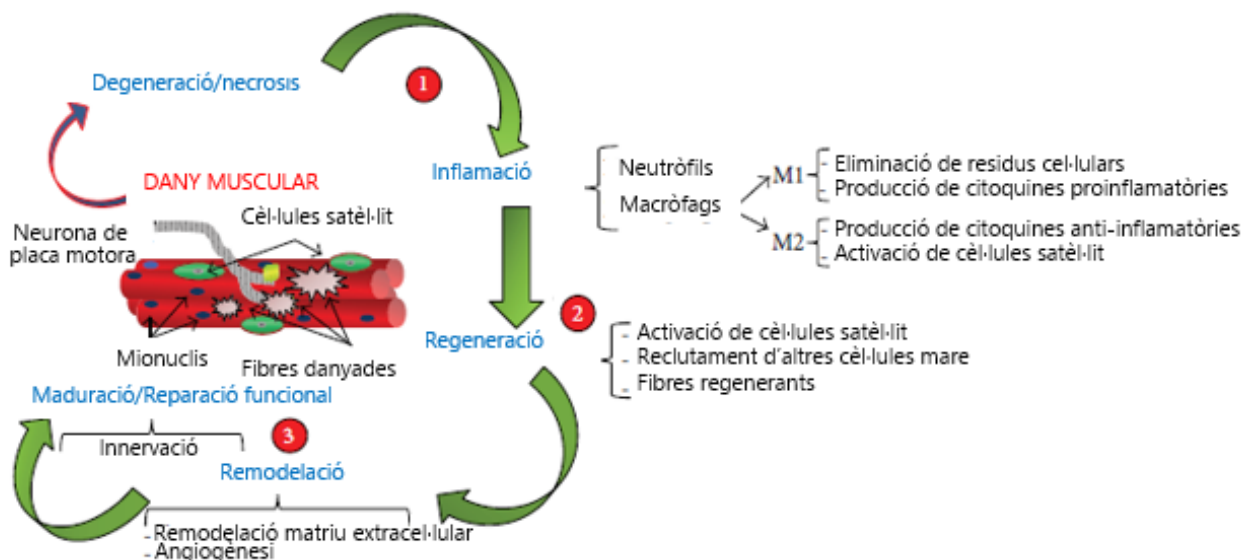 Degeneració/necrosis
1
Inflamació
Neutròfils
Macròfags
M1
- Eliminació de residus cel·lulars
- Producció de citoquines proinflamatòries
M2
- Producció de citoquines anti-inflamatòries
- Activació de cèl·lules satèl·lit
DANY MUSCULAR
Cèl·lules satèl·lit
Neurona de
placa motora
Mionuclis
Fibres danyades
2
Regeneració
- Activació de cèl·lules satèl·lit
- Reclutament d'altres cèl·lules mare
- Fibres regenerants
Maduració/Reparació funcional
Innervació
3
Remodelació
- Remodelació matriu extracel·lular
- Angiogènesi